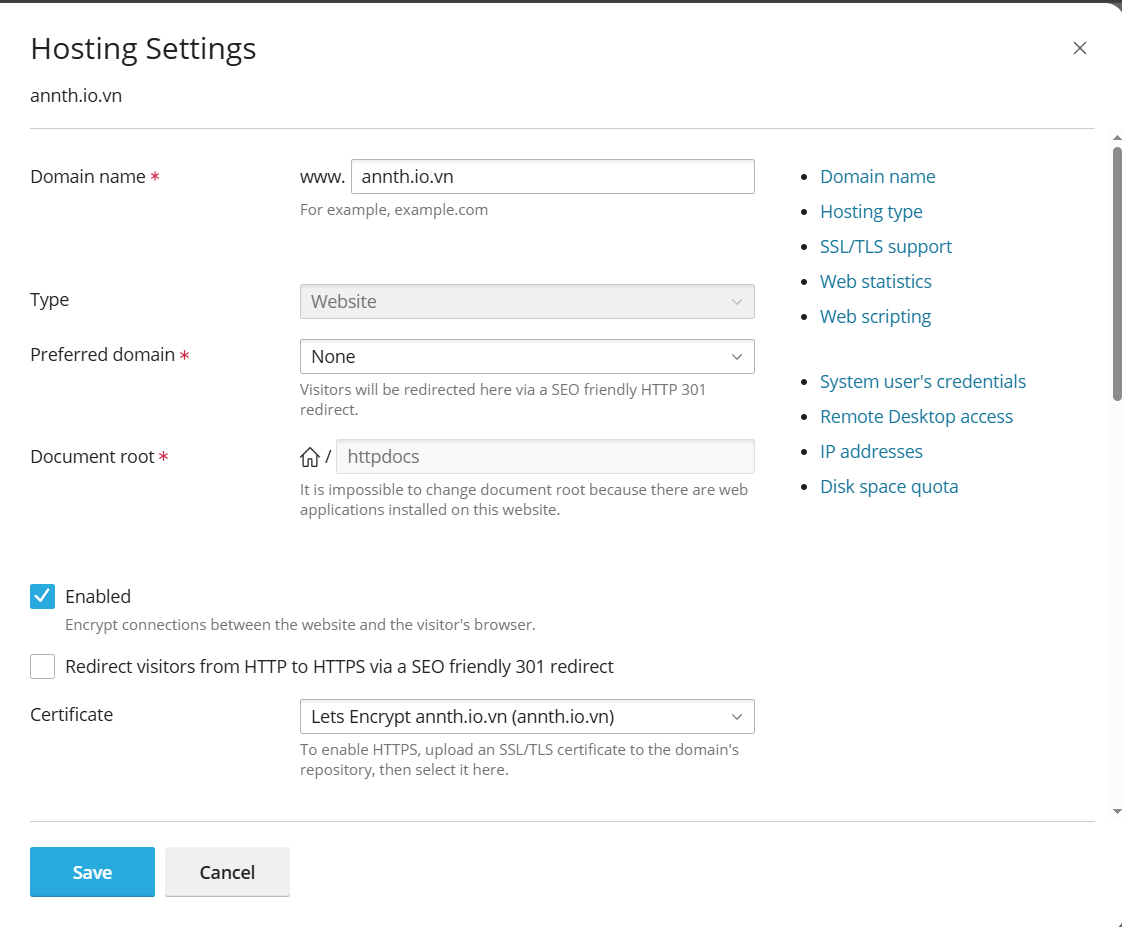 Hosting Settings
annth.io.vn
Domain name *
www. annth.io.vn
For example, example.com
Type
Website
Preferred domain *
None
Visitors will be redirected here via a SEO friendly HTTP 301
redirect.
Document root *
/ httpdocs
It is impossible to change document root because there are web
applications installed on this website.
Enabled
Encrypt connections between the website and the visitor's browser.
Redirect visitors from HTTP to HTTPS via a SEO friendly 301 redirect
Certificate
Lets Encrypt annth.io.vn (annth.io.vn)
To enable HTTPS, upload an SSL/TLS certificate to the domain's
repository, then select it here.
Domain name
Hosting type
SSL/TLS support
Web statistics
Web scripting
System user's credentials
Remote Desktop access
IP addresses
Disk space quota
Save
Cancel